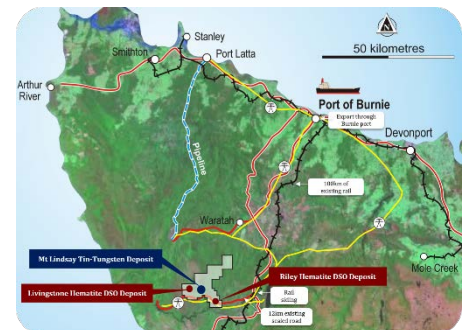 Stanley
Smithton
Port Latta
50 kilometres
Arthur
River
Port of Burnie
Export through
Burnie port
Devonport
Pipeline
100km of
existing rail
Waratah
Mole Creek
Mt Lindsay Tin-Tungsten Deposit
Riley Hematite DSO Deposit
Livingstone Hematite DSO Deposit
Rail
siding
12km existing
sealed road